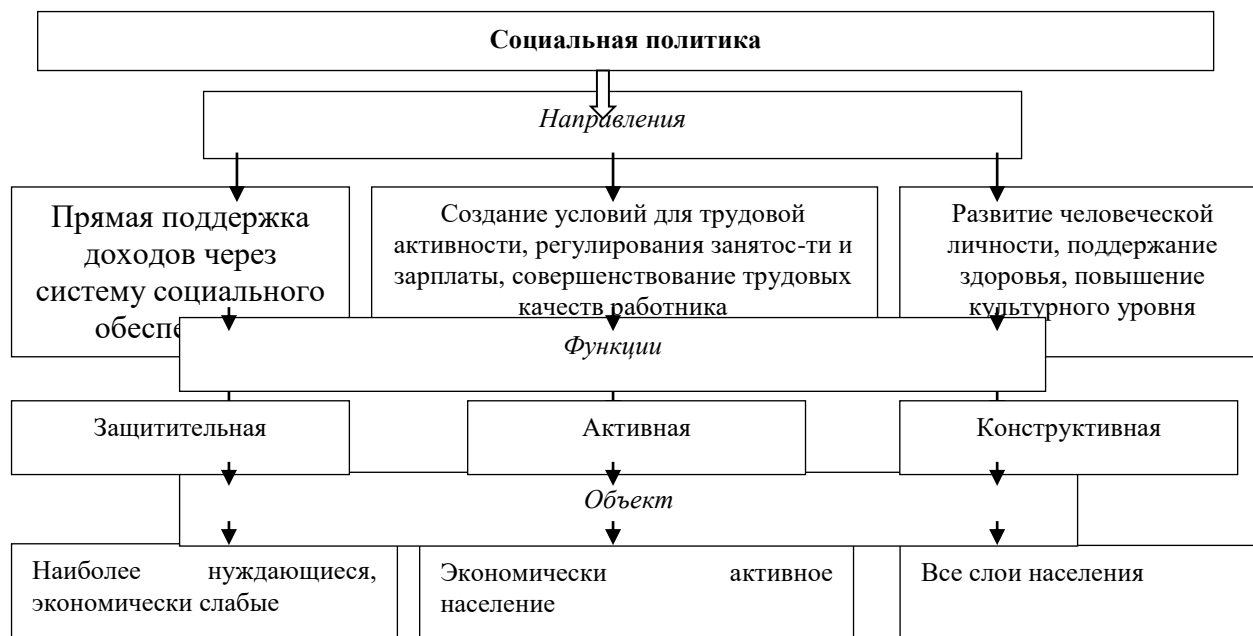 Социальная политика
Направления
Прямая поддержка
доходов через
систему социального
обеспе
Создание условий для трудовой
активности, регулирования занятос-ти и
зарплаты, совершенствование трудовых
качеств работника
Развитие человеческой
личности, поддержание
здоровья, повышение
культурного уровня
Функции
Защитительная
Активная
Конструктивная
Объект
Наиболее нуждающиеся,
экономически слабые
Экономически активное
население
Все слои населения